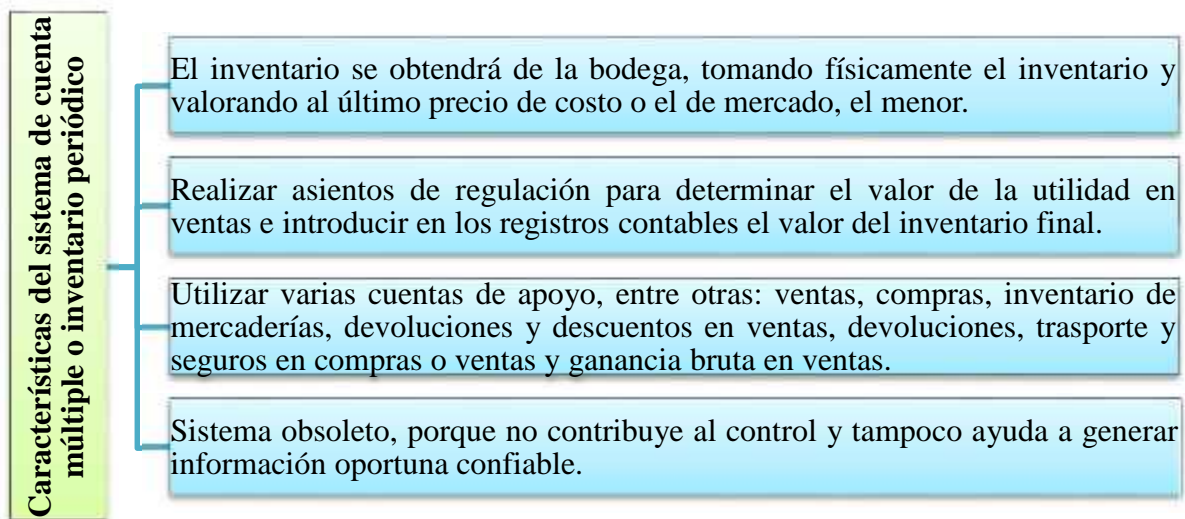 Características del sistema de cuenta
múltiple o inventario periódico
El inventario se obtendrá de la bodega, tomando físicamente el inventario y
valorando al último precio de costo o el de mercado, el menor.
Realizar asientos de regulación para determinar el valor de la utilidad en
ventas e introducir en los registros contables el valor del inventario final.
Utilizar varias cuentas de apoyo, entre otras: ventas, compras, inventario de
mercaderías, devoluciones y descuentos en ventas, devoluciones, trasporte y
seguros en compras o ventas y ganancia bruta en ventas.
Sistema obsoleto, porque no contribuye al control y tampoco ayuda a generar
información oportuna confiable.